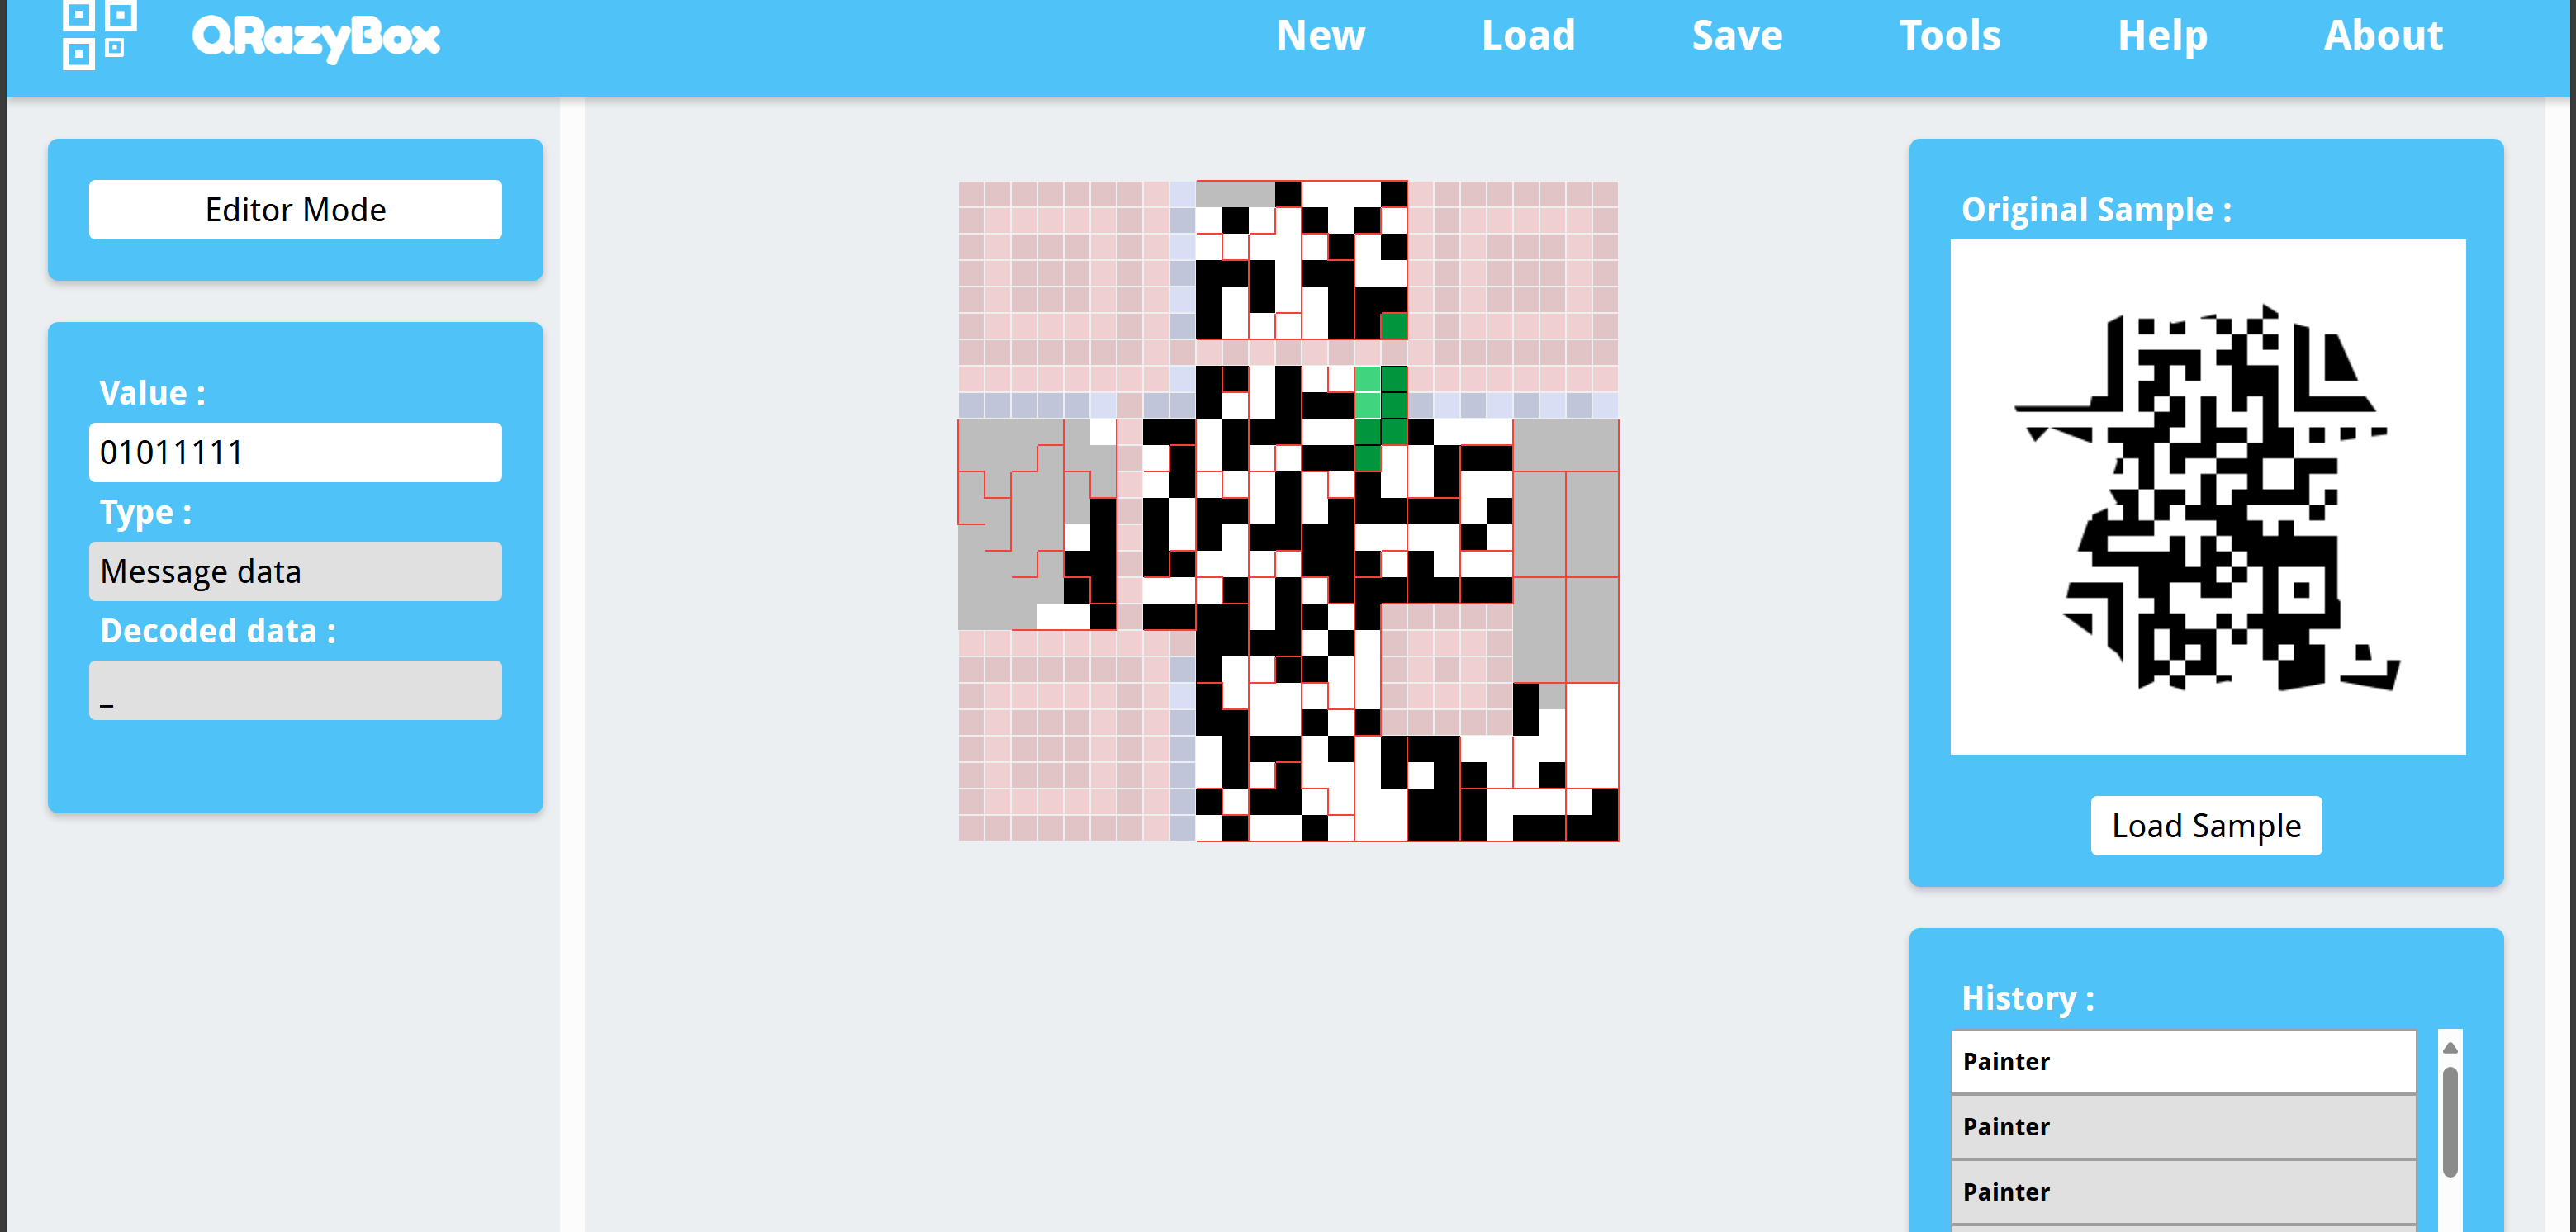 QRazyBox
New Load Save Tools Help About
Editor Mode
Value :
01011111
Type :
Message data
Decoded data :
_
Original Sample :
Load Sample
History :
Painter
Painter
Painter